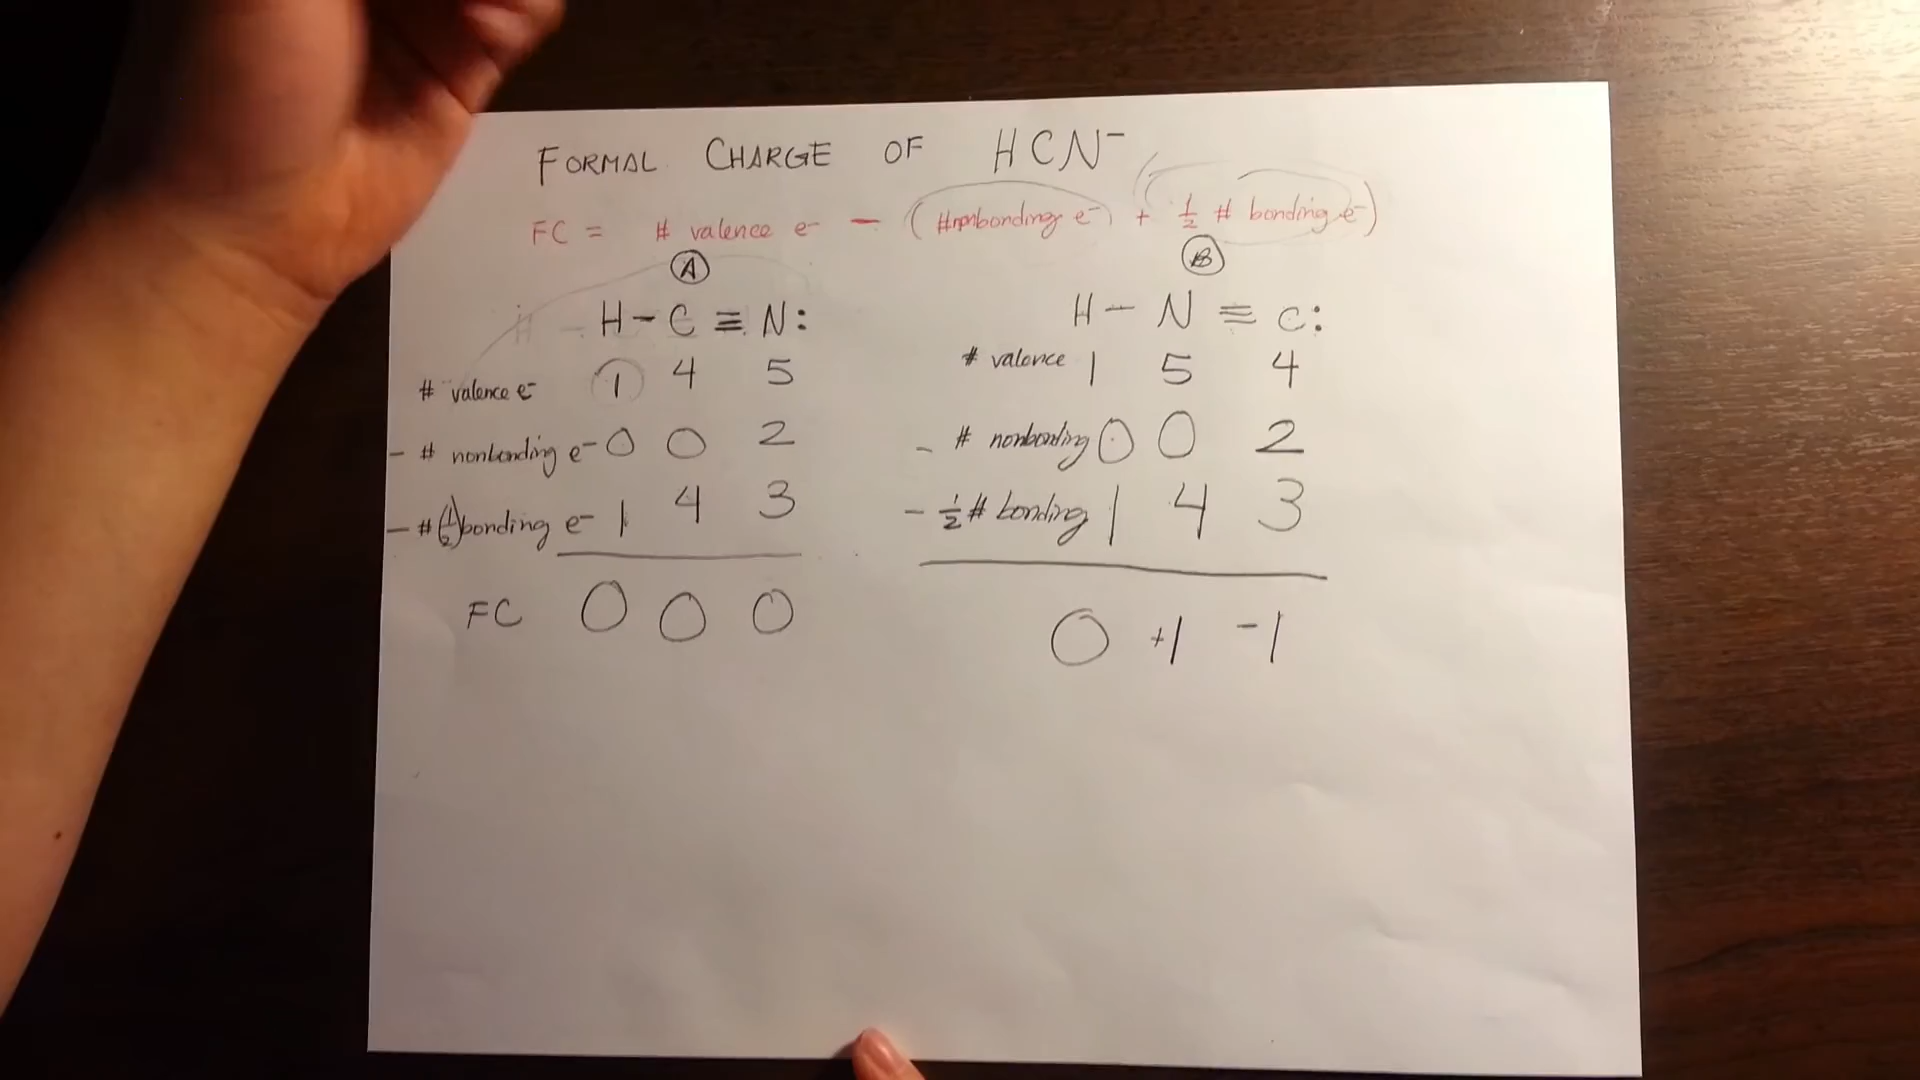 FORMAL CHARGE OF HCN⁻
FC = # valence e⁻ − (#nonbonding e⁻ + ½ # bonding e⁻)
A
H − C ≡ N:
# valence e⁻ 1 4 5
− # nonbonding e⁻ 0 0 2
− #(½)bonding e⁻ 1 4 3
FC 0 0 0
B
H − N ≡ C:
# valence 1 5 4
− # nonbonding 0 0 2
− ½ # bonding 1 4 3
0 +1 −1